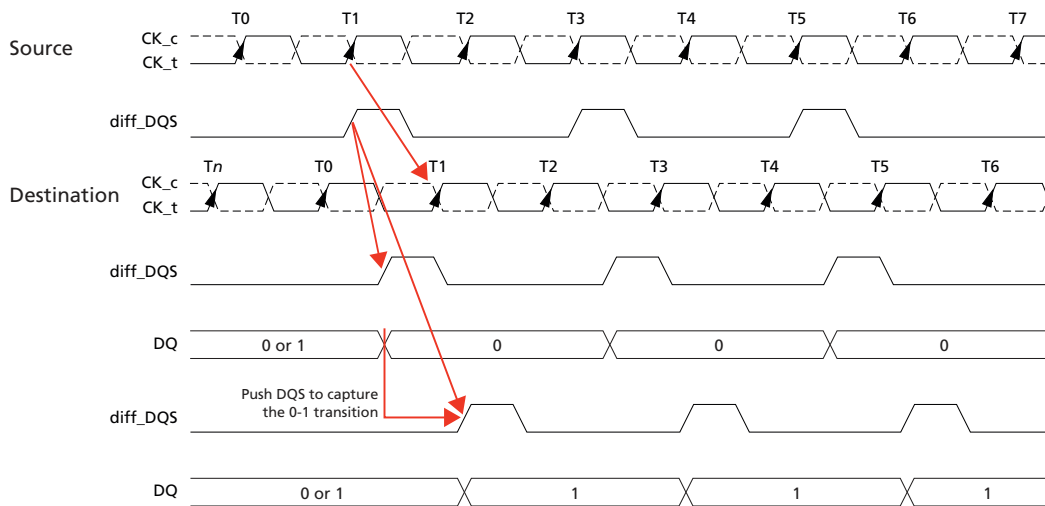 T0 T1 T2 T3 T4 T5 T6 T7
Source
CK_c
CK_t
diff_DQS
Tn T0 T1 T2 T3 T4 T5 T6
Destination
CK_c
CK_t
diff_DQS
DQ
0 or 1 0 0 0
Push DQS to capture
the 0-1 transition
diff_DQS
DQ
0 or 1 1 1 1